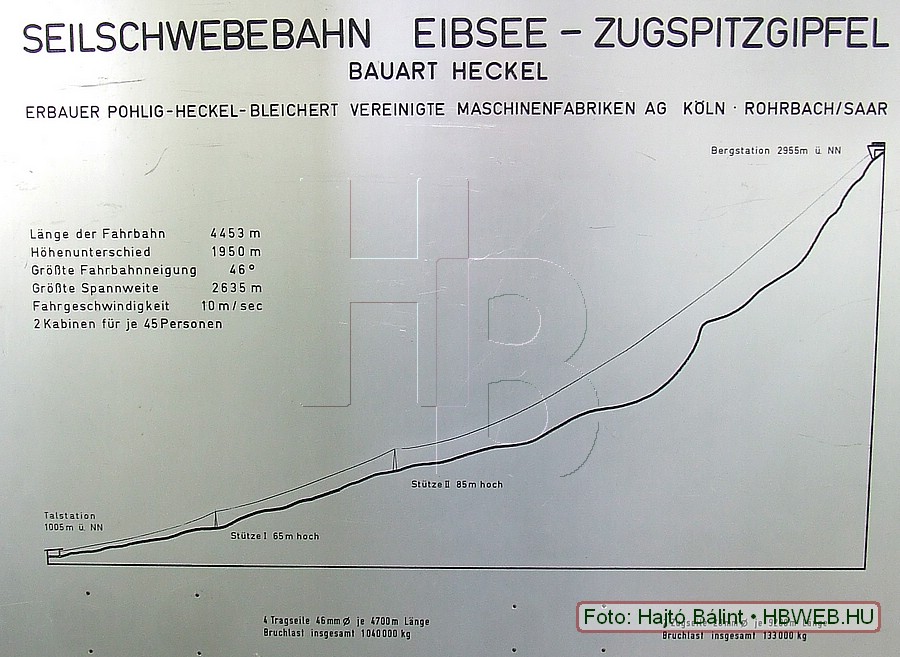 SEILSCHWEBEBAHN EIBSEE – ZUGSPITZGIPFEL
BAUART HECKEL
ERBAUER POHLIG-HECKEL-BLEICHERT VEREINIGTE MASCHINENFABRIKEN AG KÖLN · ROHRBACH/SAAR
Bergstation 2955m ü. NN
Länge der Fahrbahn 4453 m
Höhenunterschied 1950 m
Größte Fahrbahnneigung 46°
Größte Spannweite 2635 m
Fahrgeschwindigkeit 10 m/sec
2 Kabinen für je 45 Personen
HB
Stütze II 85m hoch
Talstation
1005m ü. NN
Stütze I 65m hoch
4 Tragseile 46mm Ø je 4700m Länge
Bruchlast insgesamt 1040000 kg
Foto: Hajtó Bálint • HBWEB.HU
Bruchlast insgesamt 133000 kg